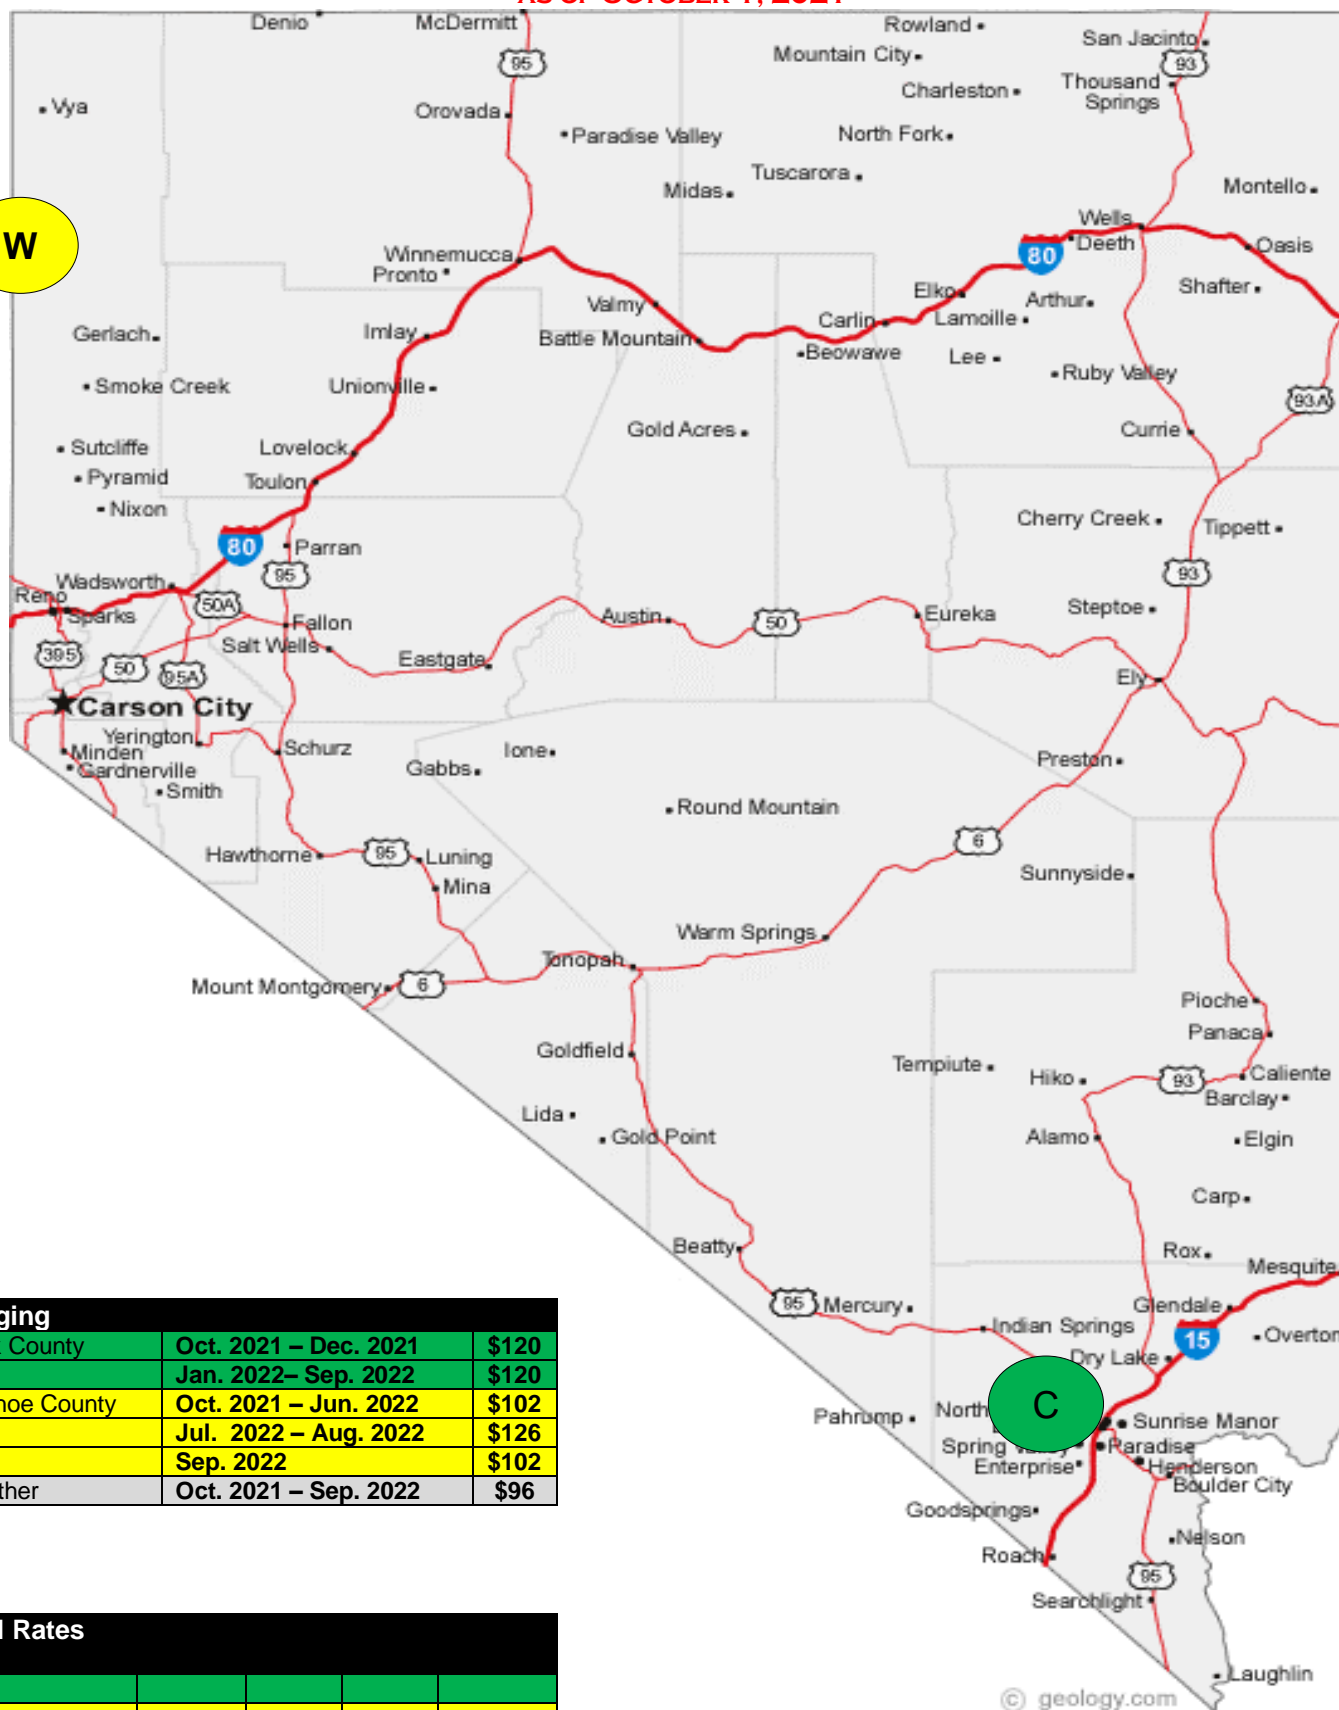 Denio
McDermitt
Rowland
San Jacinto
Mountain City
95
93
Thousand
Springs
Charleston
Vya
Orovada
Paradise Valley
North Fork
Tuscarora
Midas
Montello
Wells
W
Winnemucca
80
Deeth
Oasis
Pronto
Elko
Arthur
Shafter
Valmy
Gerlach
Imlay
Battle Mountain
Carlin
Lamoille
Beowawe
Lee
Smoke Creek
Unionville
Ruby Valley
93A
Gold Acres
Currie
Sutcliffe
Lovelock
Pyramid
Toulon
Nixon
Cherry Creek
Tippett
80
Parran
95
93
Wadsworth
Reno
50A
Sparks
Fallon
Austin
50
Eureka
Steptoe
395
50
95A
Salt Wells
Eastgate
Ely
Carson City
Yerington
Schurz
Ione
Minden
Gardnerville
Gabbs
Preston
Smith
Round Mountain
6
Hawthorne
95
Luning
Mina
Sunnyside
Warm Springs
Tonopah
Mount Montgomery
6
Pioche
Panaca
Goldfield
Tempiute
Hiko
93
Caliente
Barclay
Lida
Gold Point
Alamo
Elgin
Carp
Beatty
Rox
Mesquite
95
Mercury
Glendale
Indian Springs
15
Overton
Dry Lake
Pahrump
North
C
Sunrise Manor
Spring Valley
Paradise
Enterprise
Henderson
Boulder City
Goodsprings
Nelson
Roach
95
Searchlight
Laughlin
© geology.com
ging
County Oct. 2021 – Dec. 2021 $120
Jan. 2022– Sep. 2022 $120
hoe County Oct. 2021 – Jun. 2022 $102
Jul. 2022 – Aug. 2022 $126
Sep. 2022 $102
ther Oct. 2021 – Sep. 2022 $96
Rates